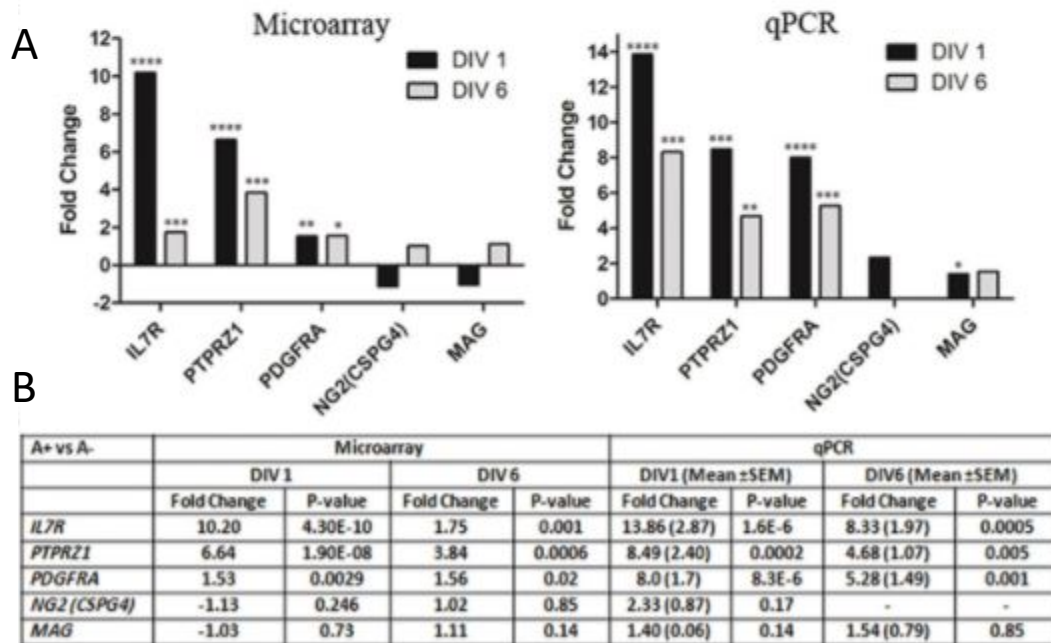 A
Microarray
12
10
8
6
4
2
0
-2
Fold Change
DIV 1
DIV 6
****
***
****
***
**
*
IL7R
PTPRZ1
PDGFRA
NG2(CSPG4)
MAG
qPCR
14
12
10
8
6
4
2
0
Fold Change
DIV 1
DIV 6
****
***
***
**
****
***
*
IL7R
PTPRZ1
PDGFRA
NG2(CSPG4)
MAG
B
A+ vs A- Microarray qPCR
DIV 1 DIV 6 DIV1 (Mean ±SEM) DIV6 (Mean ±SEM)
Fold Change P-value Fold Change P-value Fold Change P-value Fold Change P-value
IL7R 10.20 4.30E-10 1.75 0.001 13.86 (2.87) 1.6E-6 8.33 (1.97) 0.0005
PTPRZ1 6.64 1.90E-08 3.84 0.0006 8.49 (2.40) 0.0002 4.68 (1.07) 0.005
PDGFRA 1.53 0.0029 1.56 0.02 8.0 (1.7) 8.3E-6 5.28 (1.49) 0.001
NG2 (CSPG4) -1.13 0.246 1.02 0.85 2.33 (0.87) 0.17 - -
MAG -1.03 0.73 1.11 0.14 1.40 (0.06) 0.14 1.54 (0.79) 0.85